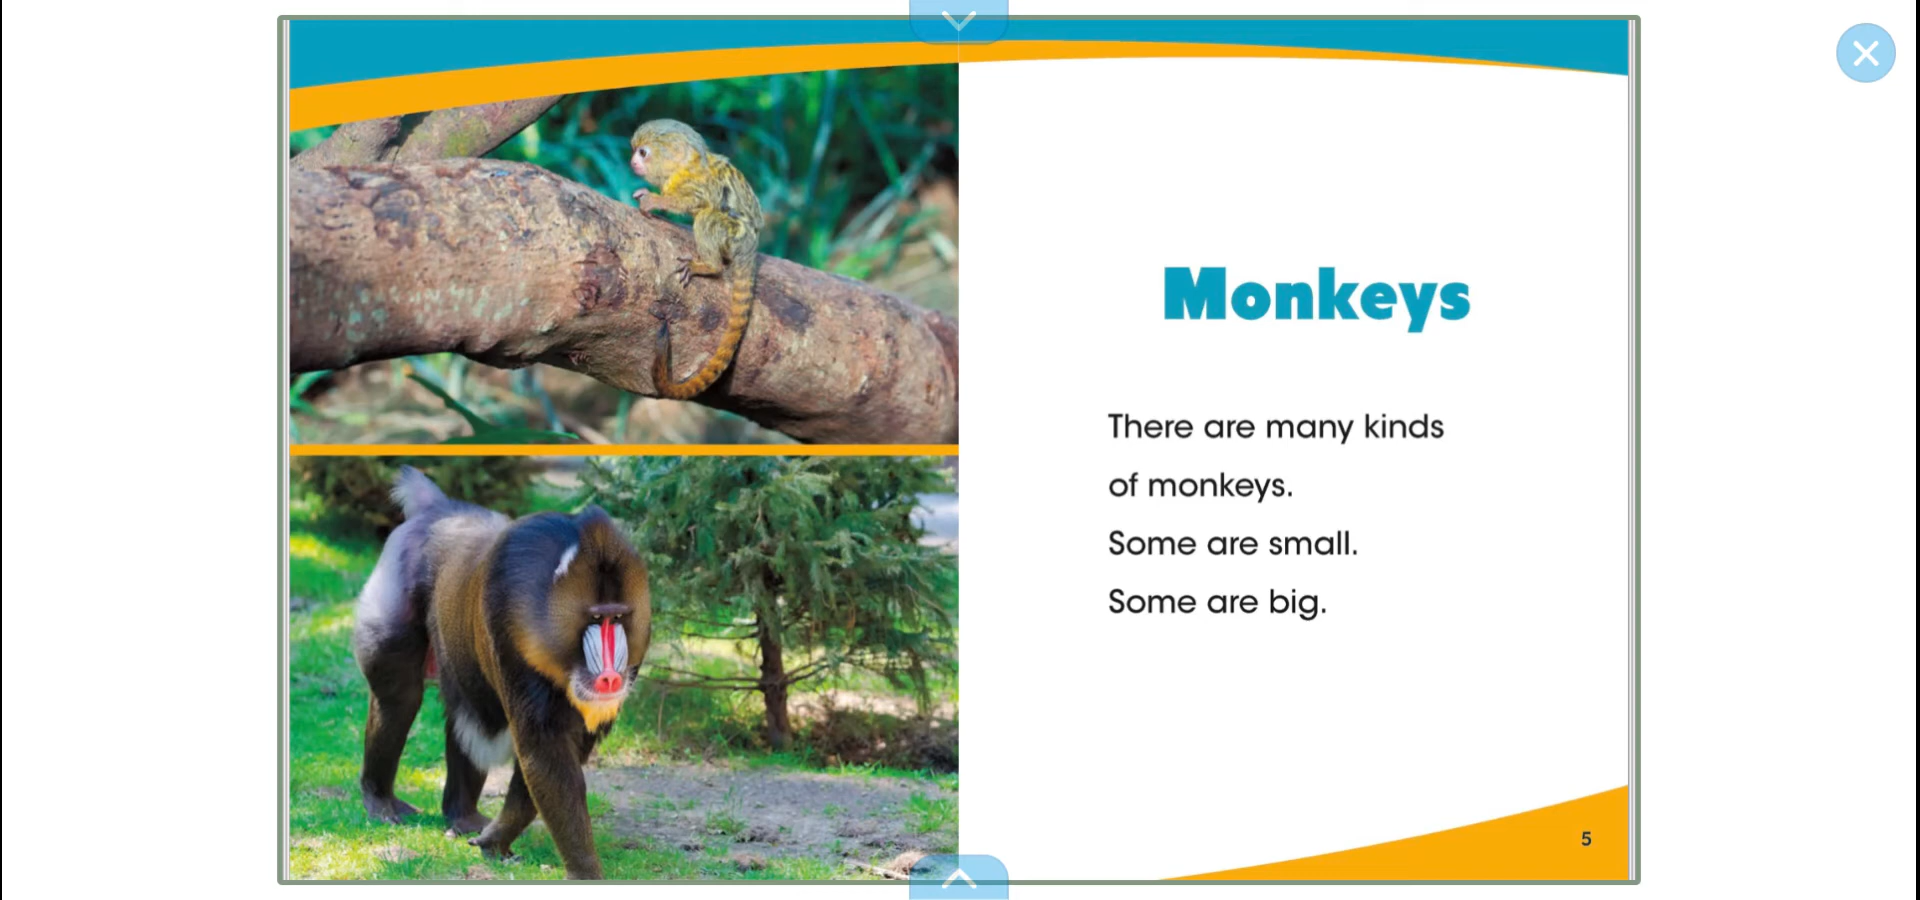 Monkeys
There are many kinds
of monkeys.
Some are small.
Some are big.
5